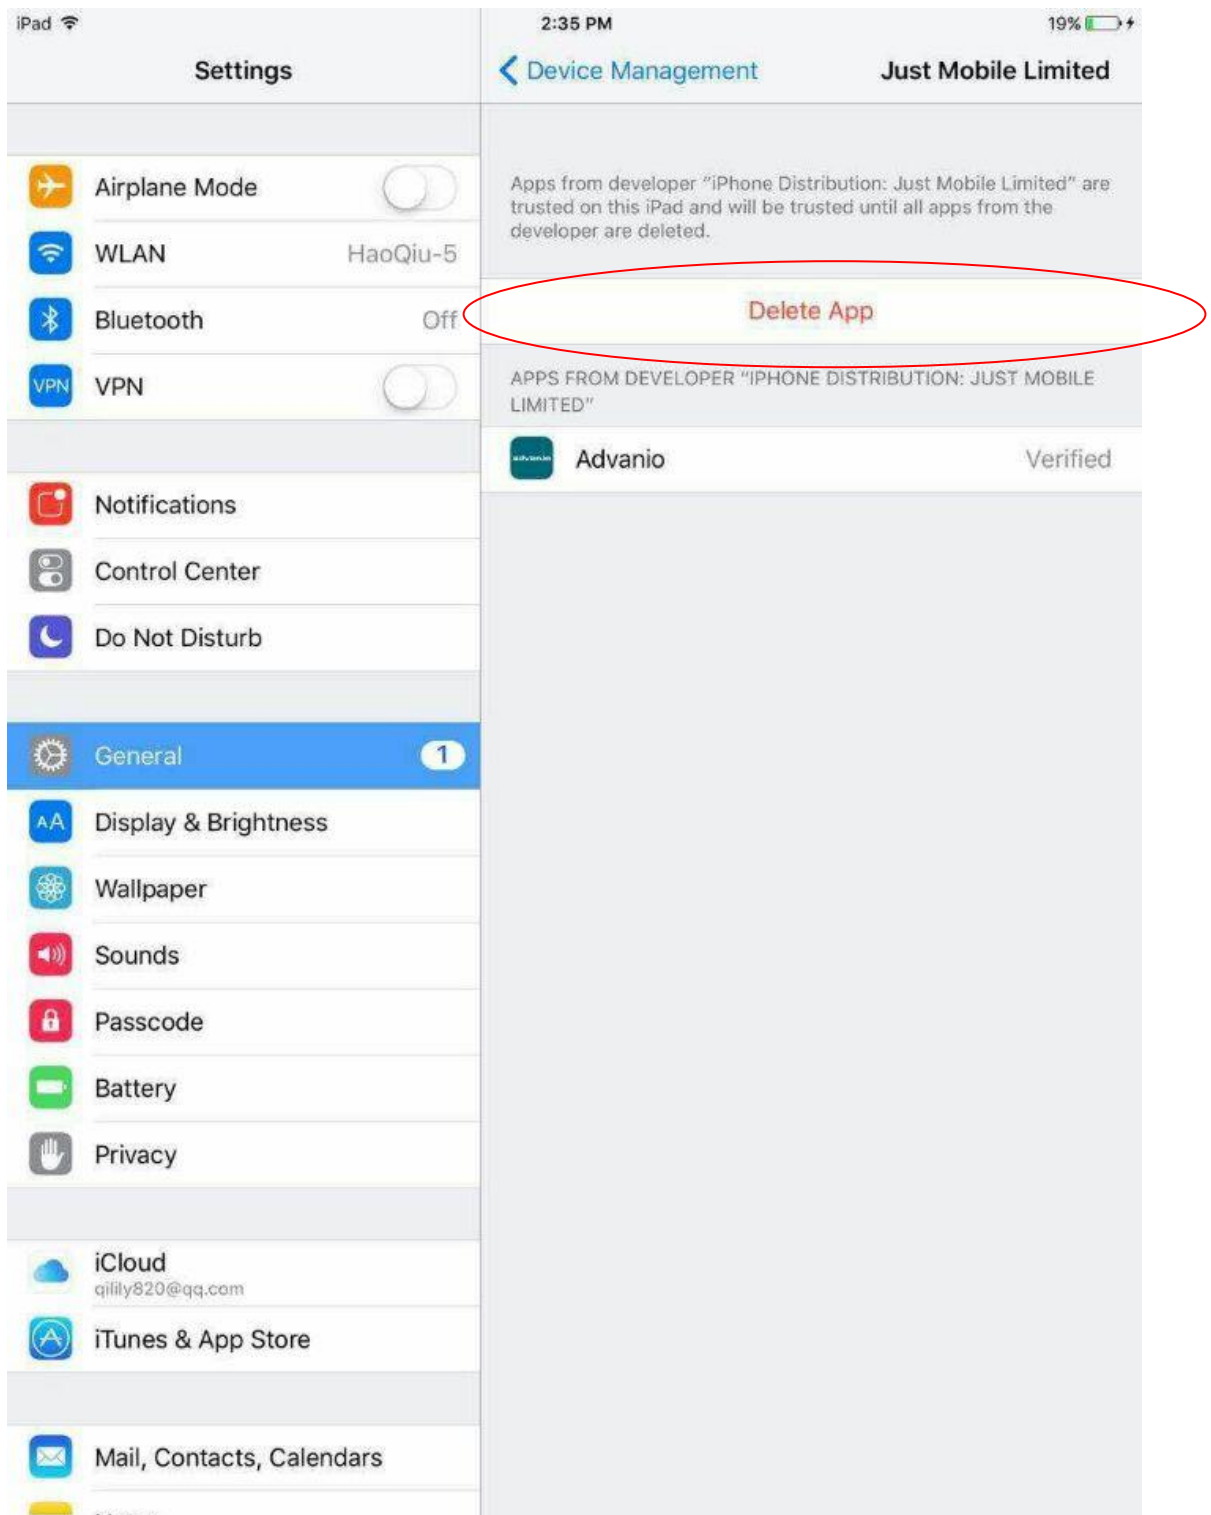 iPad
2:35 PM
19%
Settings
Device Management
Just Mobile Limited
Airplane Mode
WLAN
HaoQiu-5
Bluetooth
Off
VPN
VPN
Notifications
Control Center
Do Not Disturb
General
1
AA
Display & Brightness
Wallpaper
Sounds
Passcode
Battery
Privacy
iCloud
qilily820@qq.com
iTunes & App Store
Mail, Contacts, Calendars
Apps from developer “iPhone Distribution: Just Mobile Limited” are
trusted on this iPad and will be trusted until all apps from the
developer are deleted.
Delete App
APPS FROM DEVELOPER “IPHONE DISTRIBUTION: JUST MOBILE
LIMITED”
advanio
Advanio
Verified